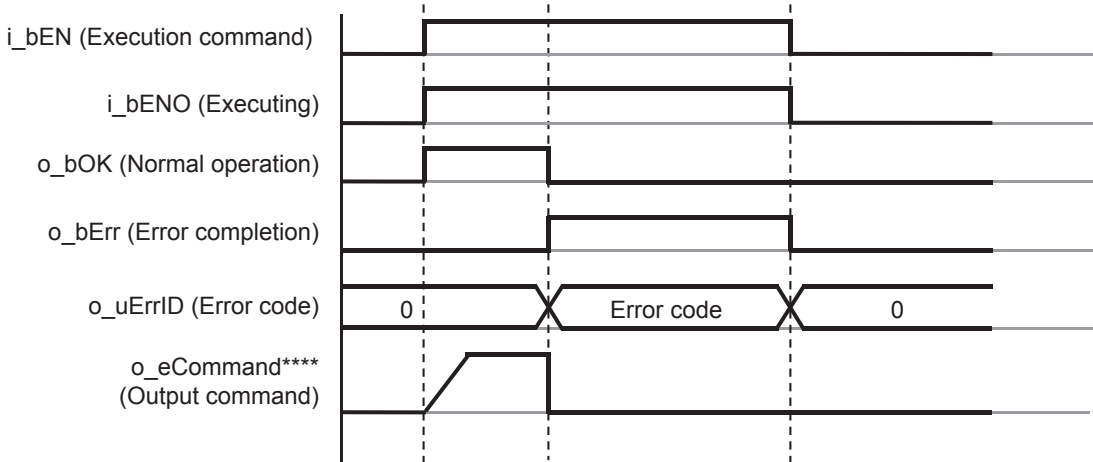 i_bEN (Execution command)
i_bENO (Executing)
o_bOK (Normal operation)
o_bErr (Error completion)
o_uErrID (Error code)
0
Error code
0
o_eCommand****
(Output command)